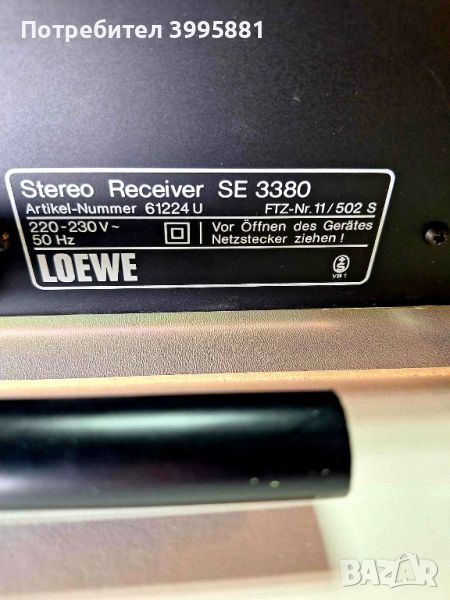 Потребител 3995881
Stereo Receiver SE 3380
Artikel-Nummer 61224 U FTZ-Nr. 11/502 S
220-230 V~ Vor Öffnen des Gerätes
50 Hz Netzstecker ziehen!
LOEWE
VB 1
BAZAR